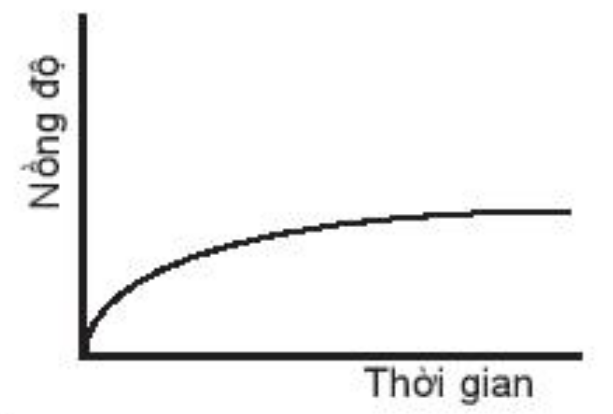 Nồng độ
Thời gian